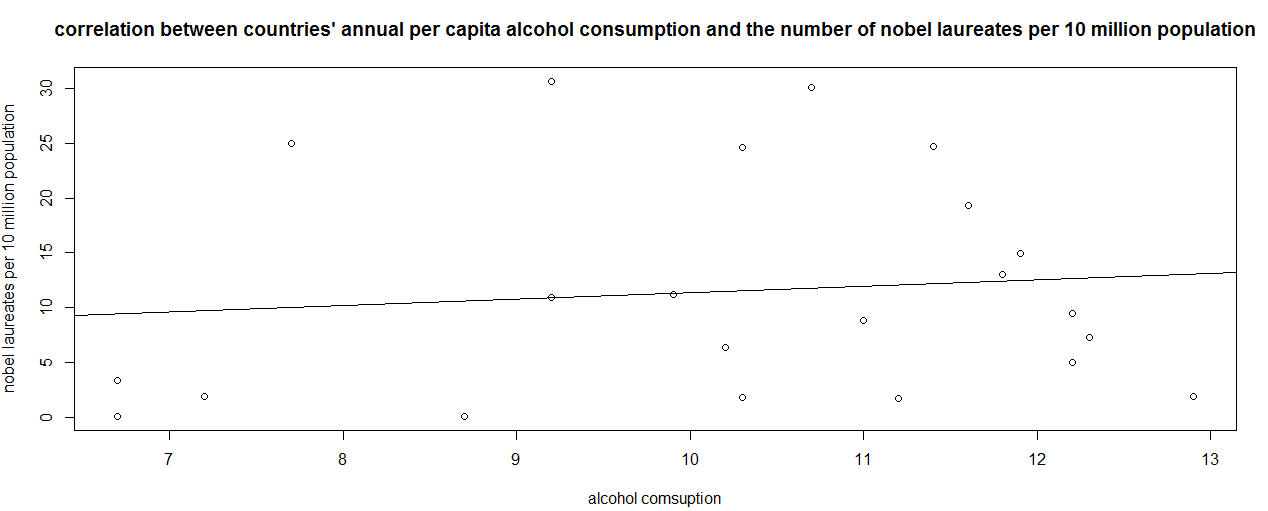 correlation between countries' annual per capita alcohol consumption and the number of nobel laureates per 10 million population
nobel laureates per 10 million population
30
25
20
15
10
5
0
7 8 9 10 11 12 13
alcohol comsuption